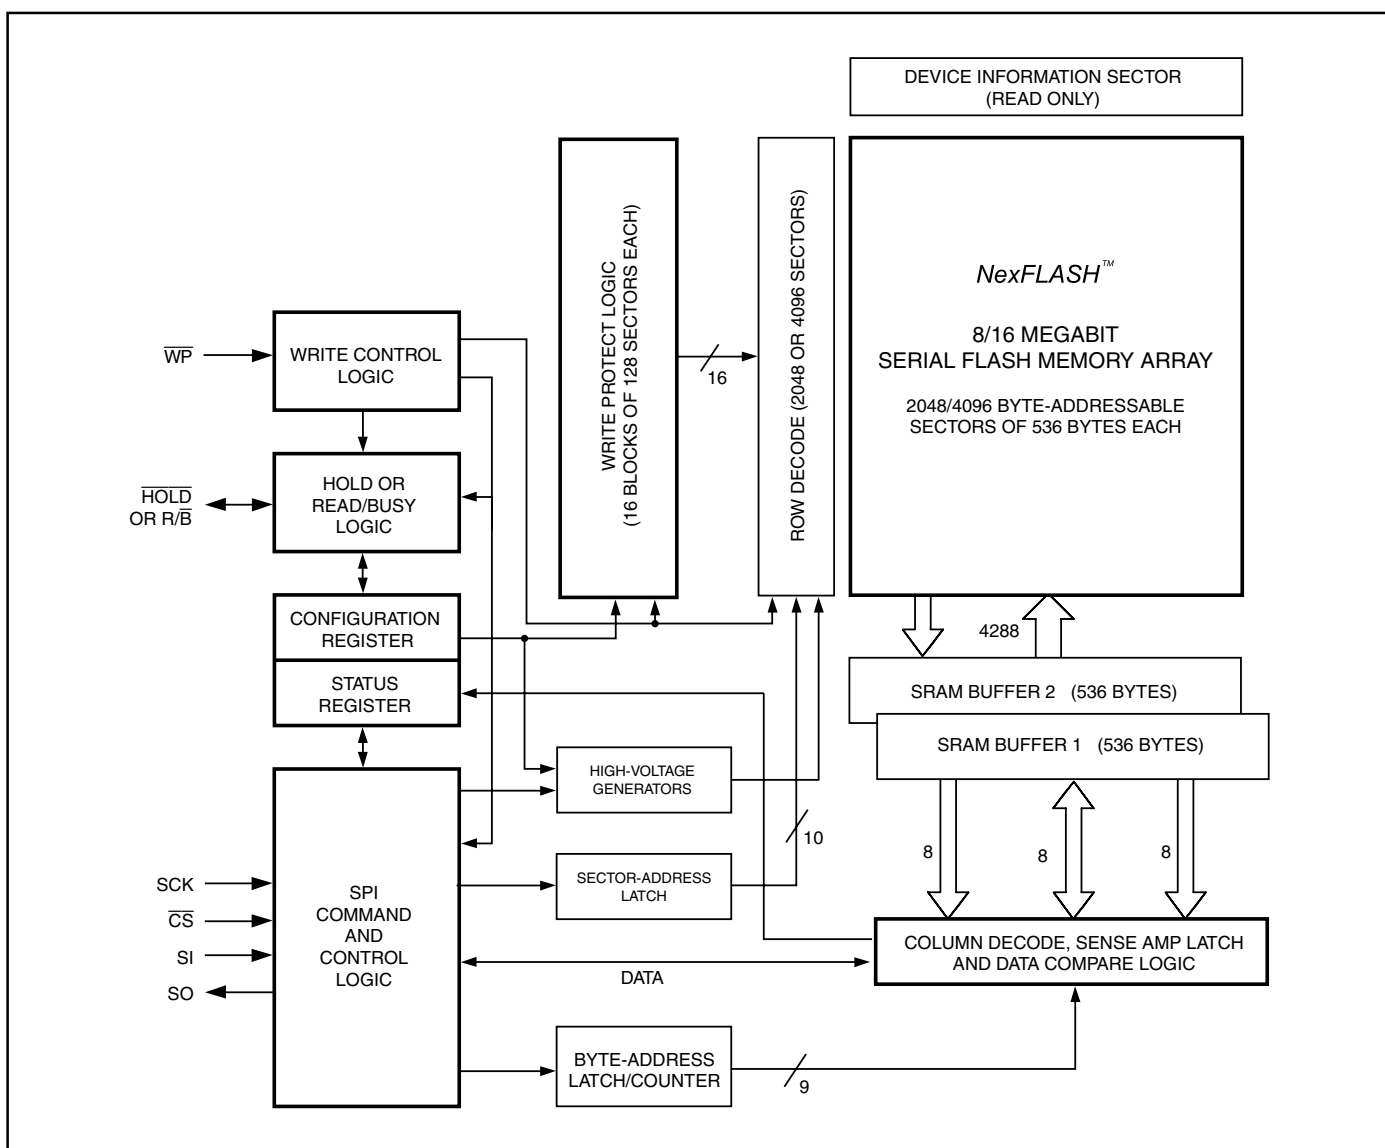 DEVICE INFORMATION SECTOR
(READ ONLY)
WRITE PROTECT LOGIC
(16 BLOCKS OF 128 SECTORS EACH)
ROW DECODE (2048 OR 4096 SECTORS)
NexFLASH™
8/16 MEGABIT
SERIAL FLASH MEMORY ARRAY
2048/4096 BYTE-ADDRESSABLE
SECTORS OF 536 BYTES EACH
16
W̅P̅
WRITE CONTROL
LOGIC
H̅O̅L̅D̅
OR R/B̅
HOLD OR
READ/BUSY
LOGIC
CONFIGURATION
REGISTER
STATUS
REGISTER
4288
SRAM BUFFER 2 (536 BYTES)
SRAM BUFFER 1 (536 BYTES)
HIGH-VOLTAGE
GENERATORS
10
8
8
8
SCK
C̅S̅
SI
SO
SPI
COMMAND
AND
CONTROL
LOGIC
SECTOR-ADDRESS
LATCH
DATA
COLUMN DECODE, SENSE AMP LATCH
AND DATA COMPARE LOGIC
BYTE-ADDRESS
LATCH/COUNTER
9